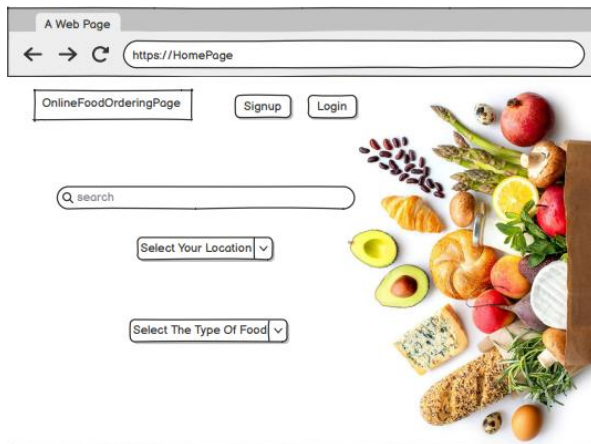 A Web Page
https://HomePage
OnlineFoodOrderingPage
Signup
Login
search
Select Your Location
Select The Type Of Food